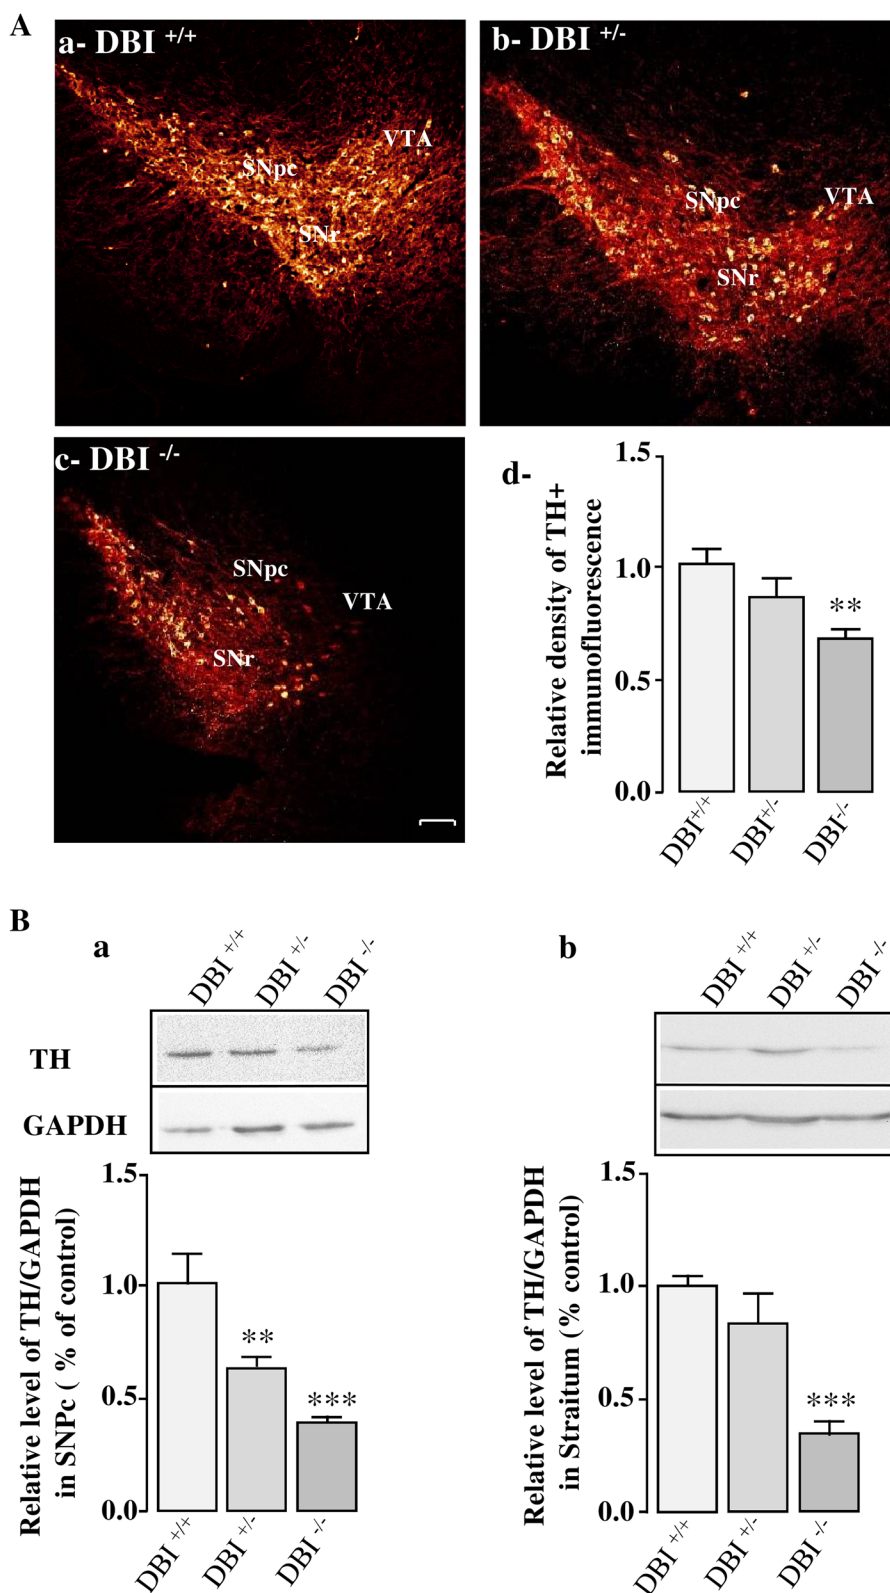 A
a- DBI +/+
SNpc
VTA
SNr
b- DBI +/-
SNpc
VTA
SNr
c- DBI -/-
SNpc
VTA
SNr
d-
Relative density of TH+
immunofluorescence
1.5
1.0
0.5
0.0
**
DBI+/+
DBI+/-
DBI-/-
B
a
DBI +/+
DBI +/-
DBI -/-
TH
GAPDH
Relative level of TH/GAPDH
in SNPc ( % of control)
1.5
1.0
0.5
0.0
**
***
DBI +/+
DBI +/-
DBI -/-
b
DBI +/+
DBI +/-
DBI -/-
Relative level of TH/GAPDH
in Straitum (% control)
1.5
1.0
0.5
0.0
***
DBI +/+
DBI +/-
DBI -/-